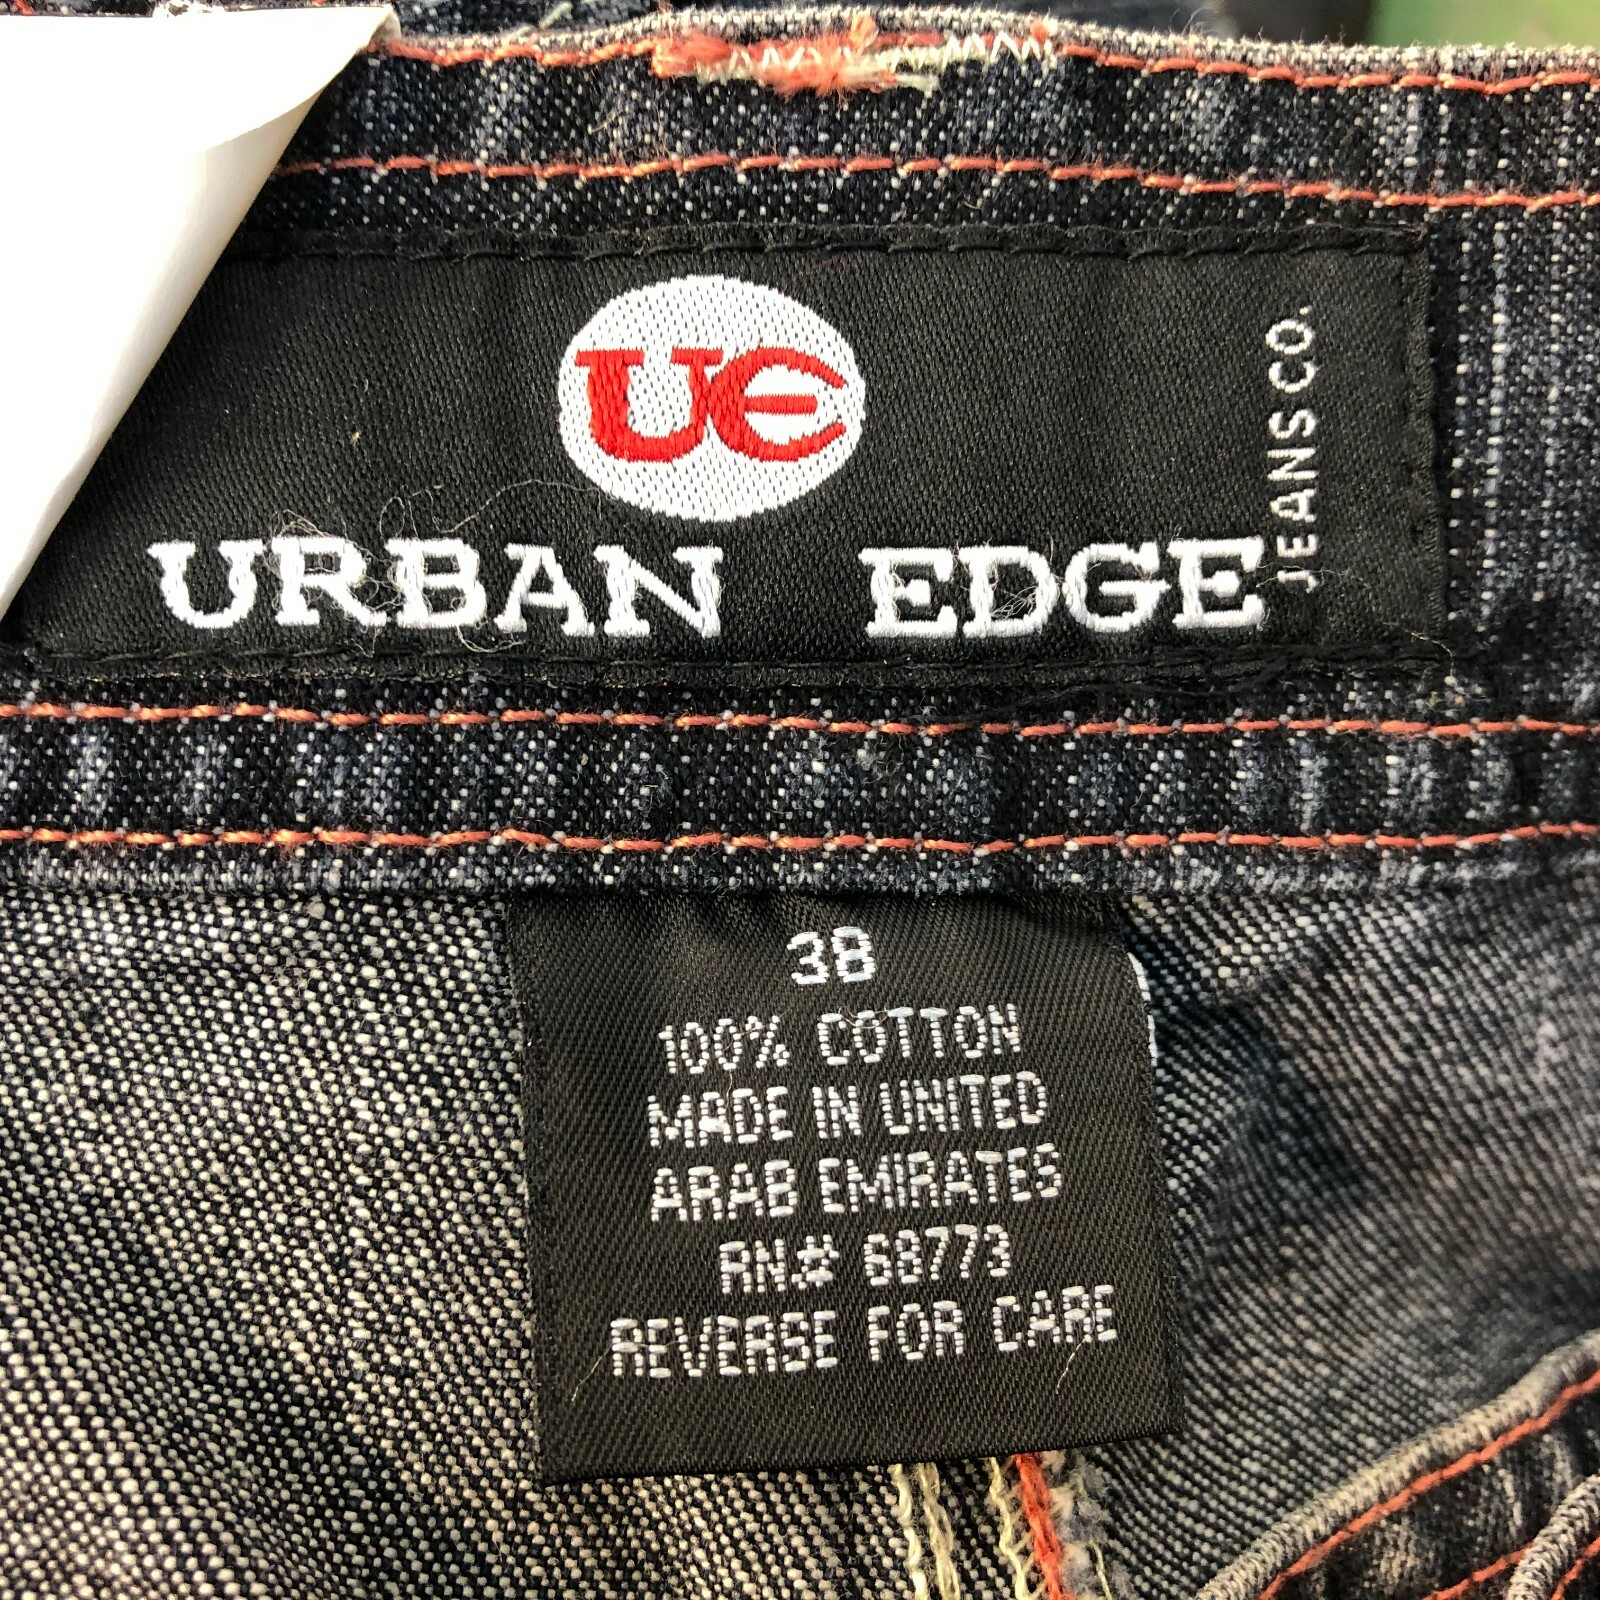 UE
URBAN EDGE
JEANS CO.
38
100% COTTON
MADE IN UNITED
ARAB EMIRATES
RN# 68773
REVERSE FOR CARE